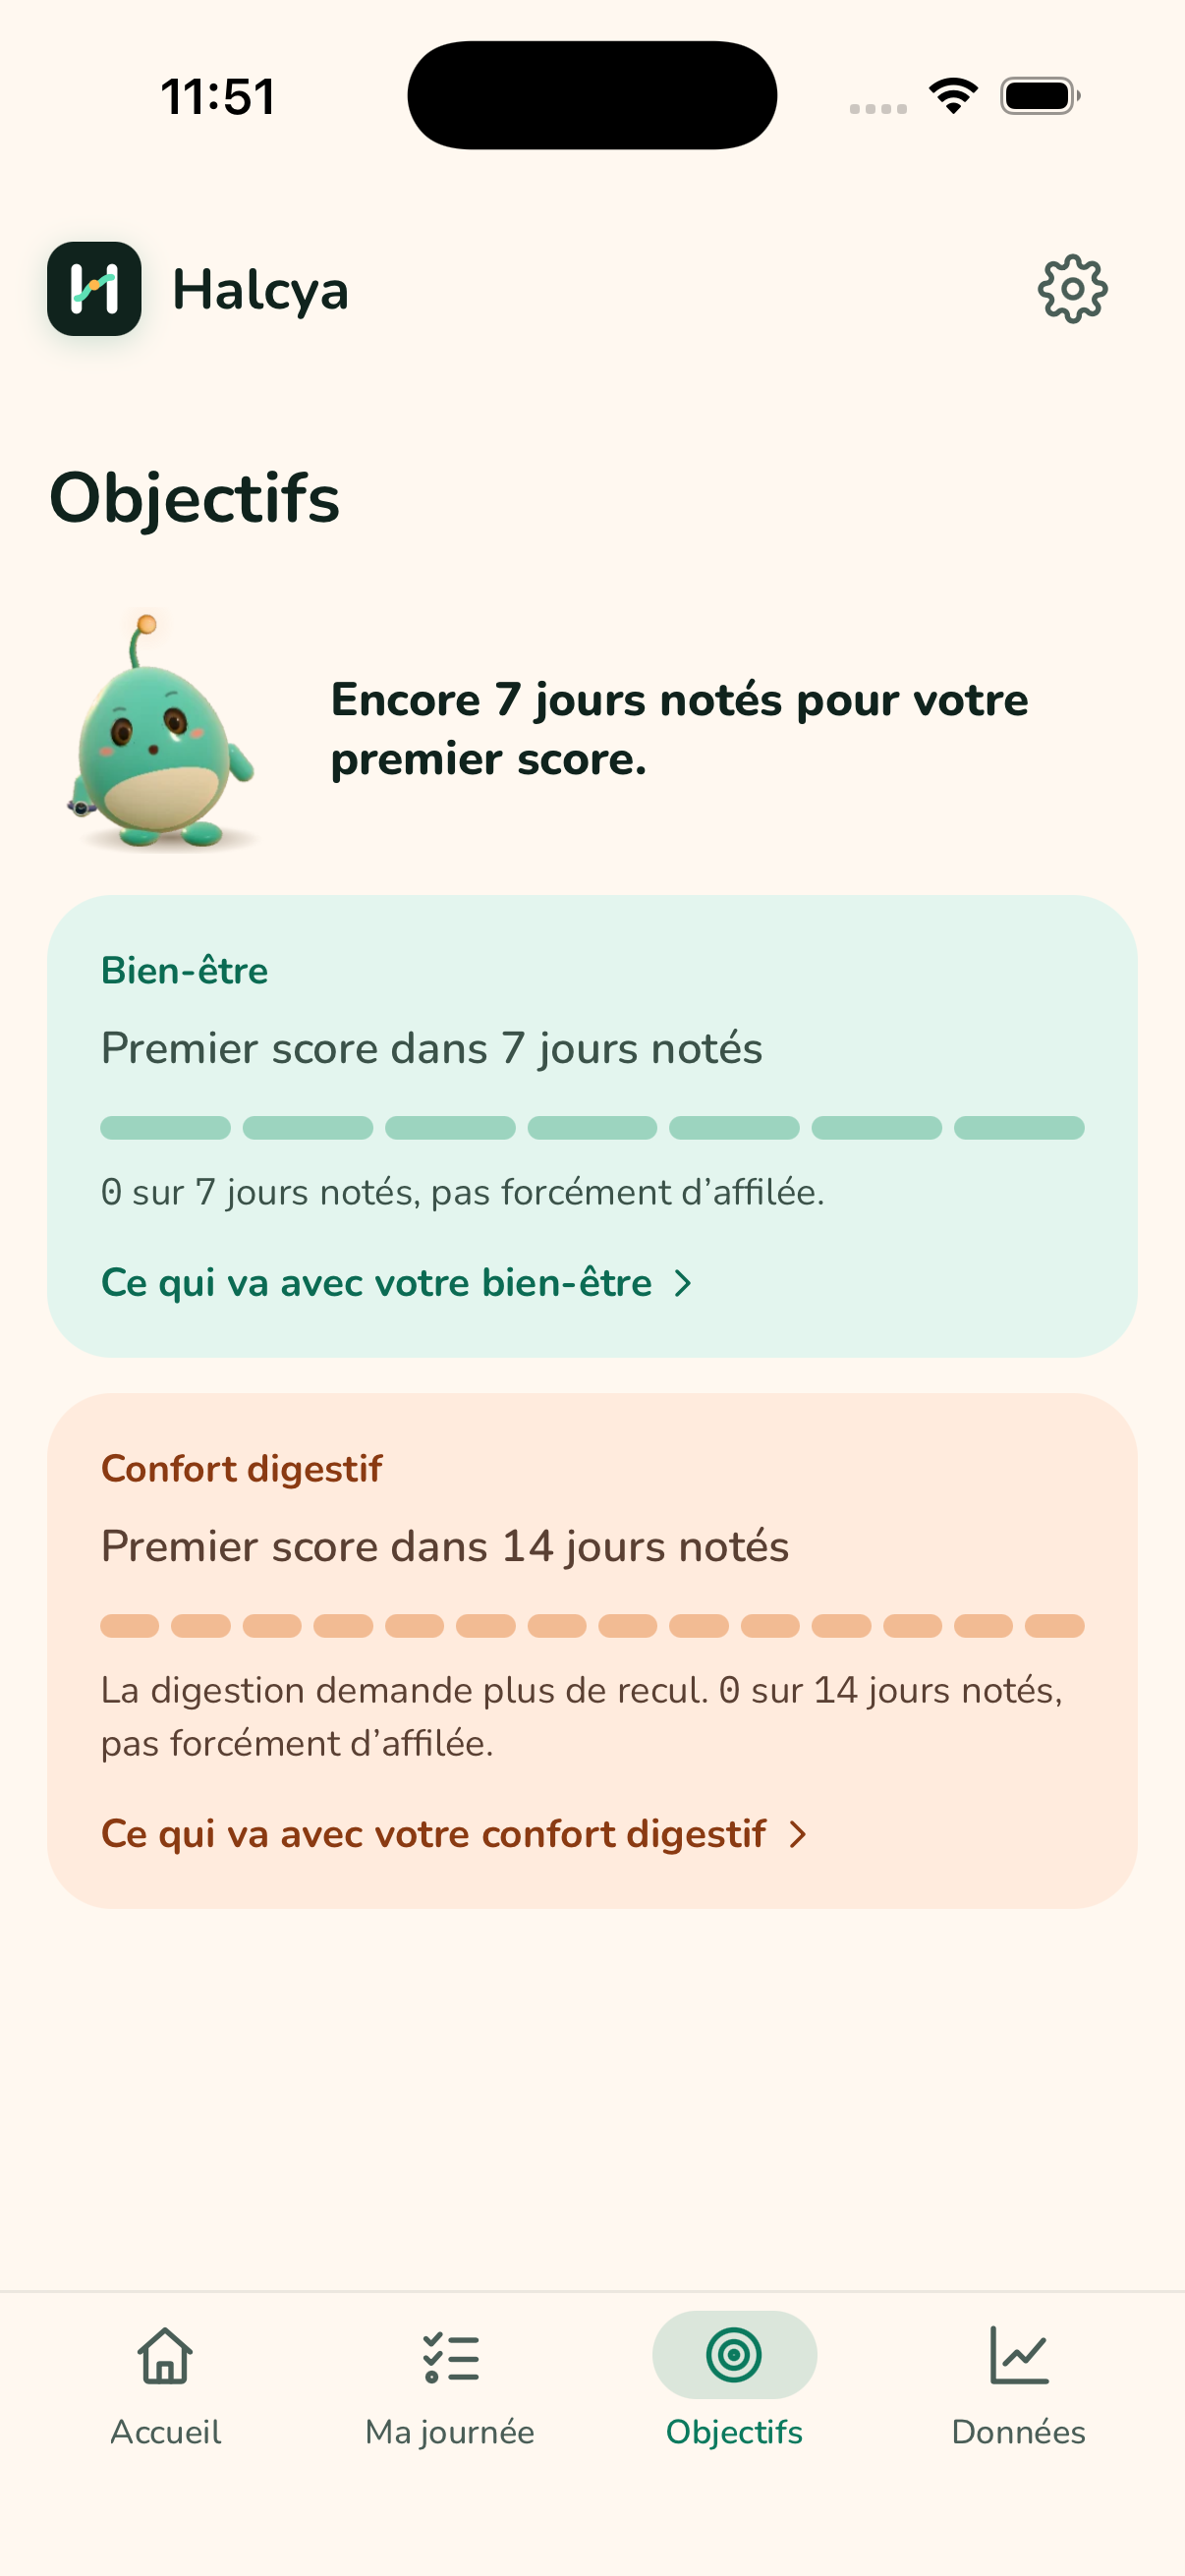 11:51
Halcya
Objectifs
Encore 7 jours notés pour votre
premier score.
Bien-être
Premier score dans 7 jours notés
0 sur 7 jours notés, pas forcément d’affilée.
Ce qui va avec votre bien-être
Confort digestif
Premier score dans 14 jours notés
La digestion demande plus de recul. 0 sur 14 jours notés,
pas forcément d’affilée.
Ce qui va avec votre confort digestif
Accueil
Ma journée
Objectifs
Données